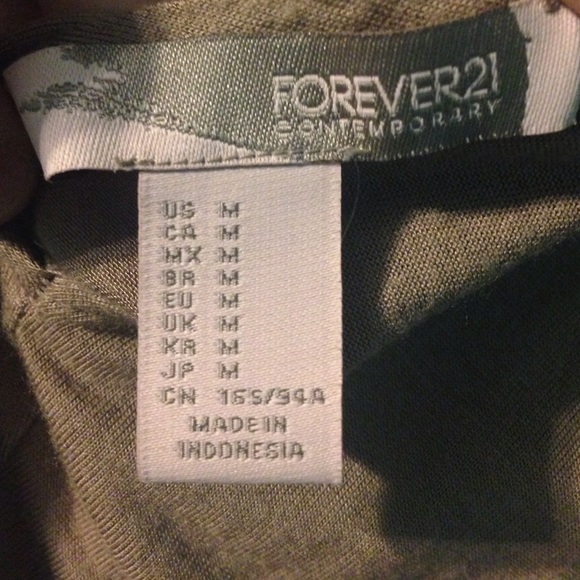 FOREVER21
CONTEMPORARY
US M
CA M
MX M
BR M
EU M
UK M
KR M
JP M
CN 165/94A
MADE IN
INDONESIA